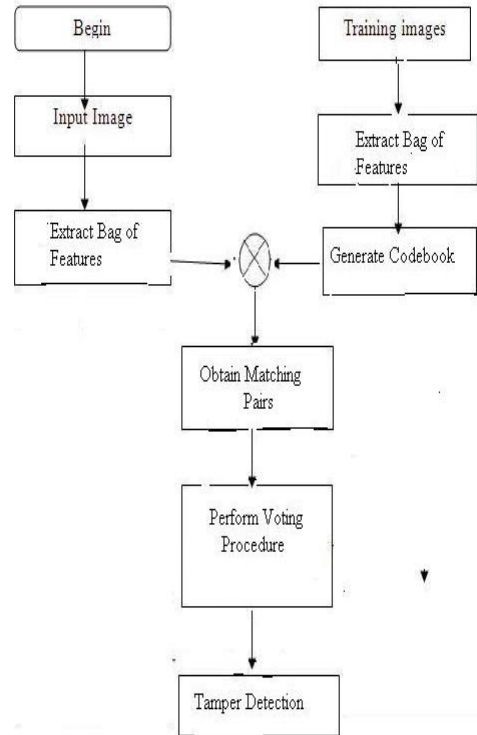 Begin
Training images
Input Image
Extract Bag of
Features
Extract Bag of
Features
Generate Codebook
Obtain Matching
Pairs
Perform Voting
Procedure
Tamper Detection